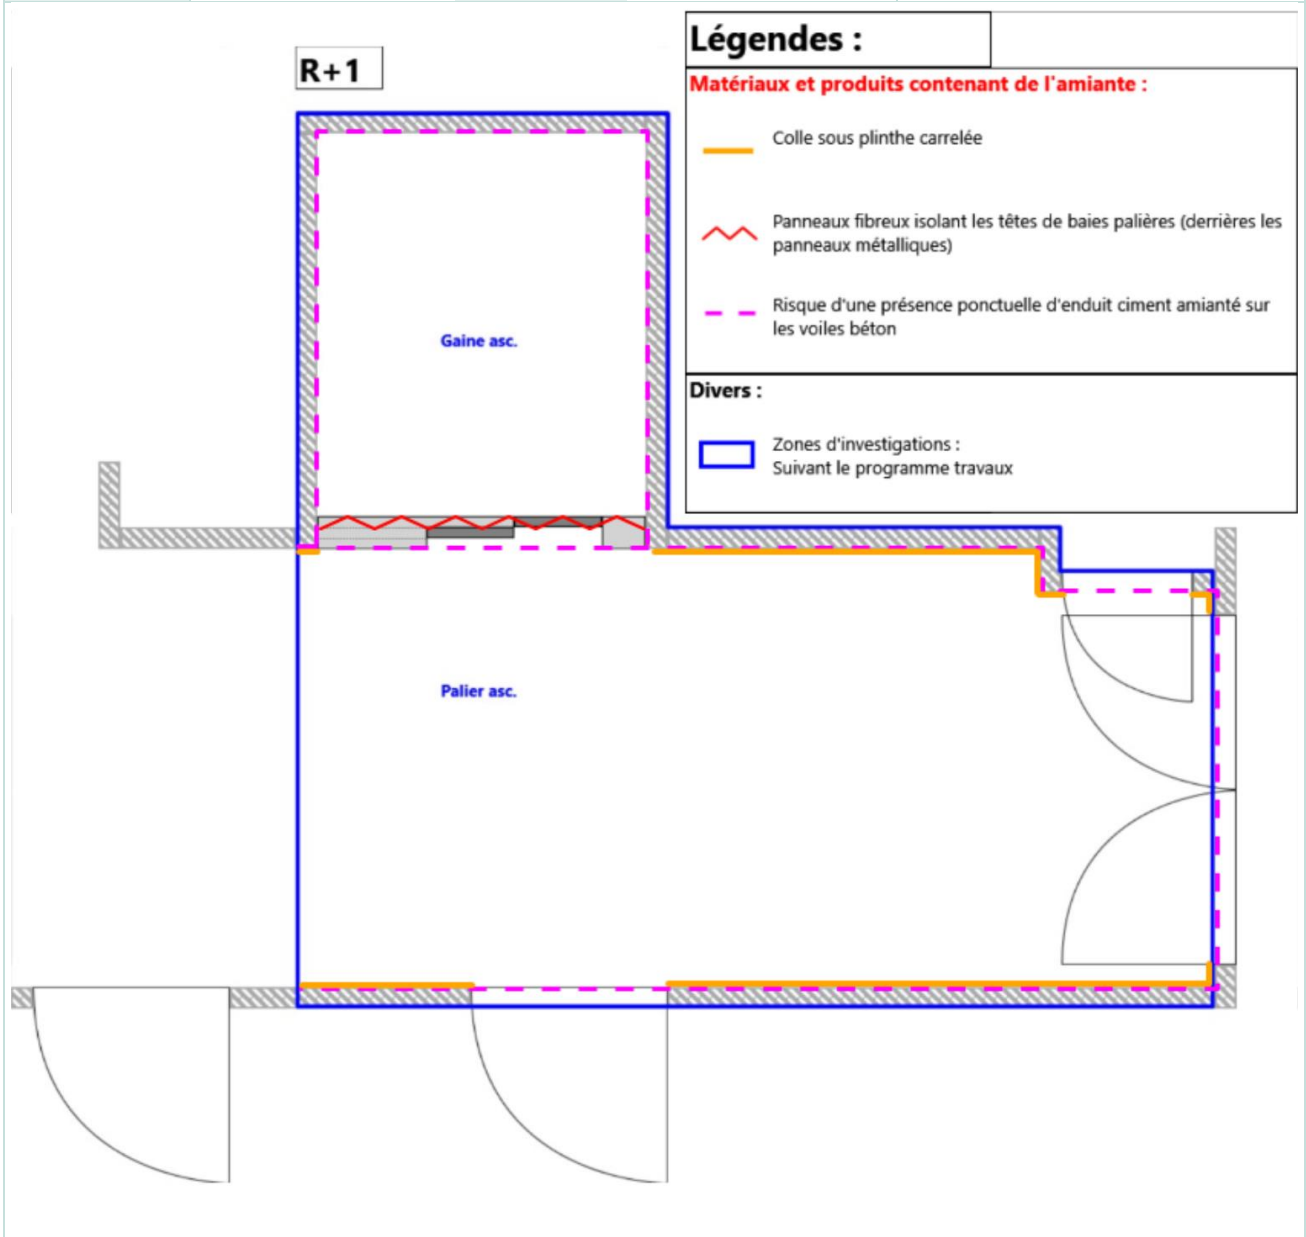 Légendes :
R+1
Matériaux et produits contenant de l'amiante :
Colle sous plinthe carrelée
Panneaux fibreux isolant les têtes de baies palières (derrières les
panneaux métalliques)
Risque d'une présence ponctuelle d'enduit ciment amianté sur
les voiles béton
Divers :
Zones d'investigations :
Suivant le programme travaux
Gaine asc.
Palier asc.